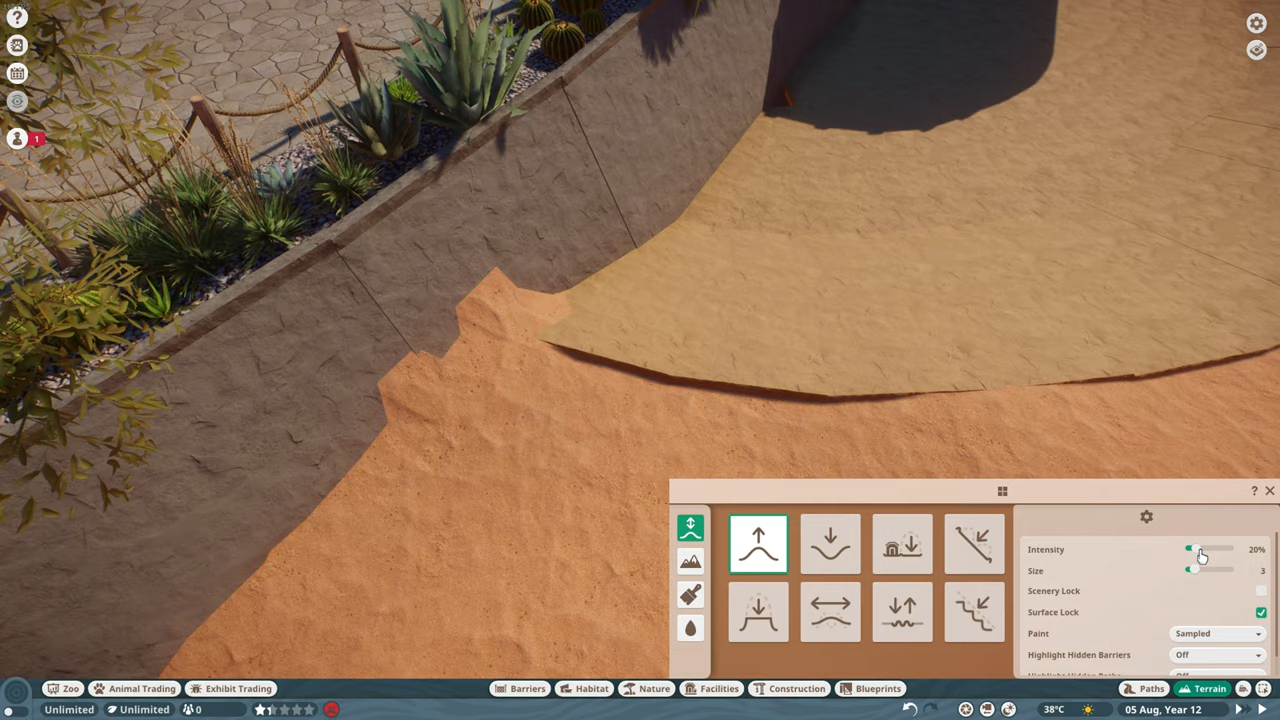 ?
1
? ×
Intensity 20%
Size 3
Scenery Lock
Surface Lock
Paint Sampled
Highlight Hidden Barriers Off
Zoo Animal Trading Exhibit Trading Barriers Habitat Nature Facilities Construction Blueprints Paths Terrain
Unlimited Unlimited 0 38°C 05 Aug, Year 12